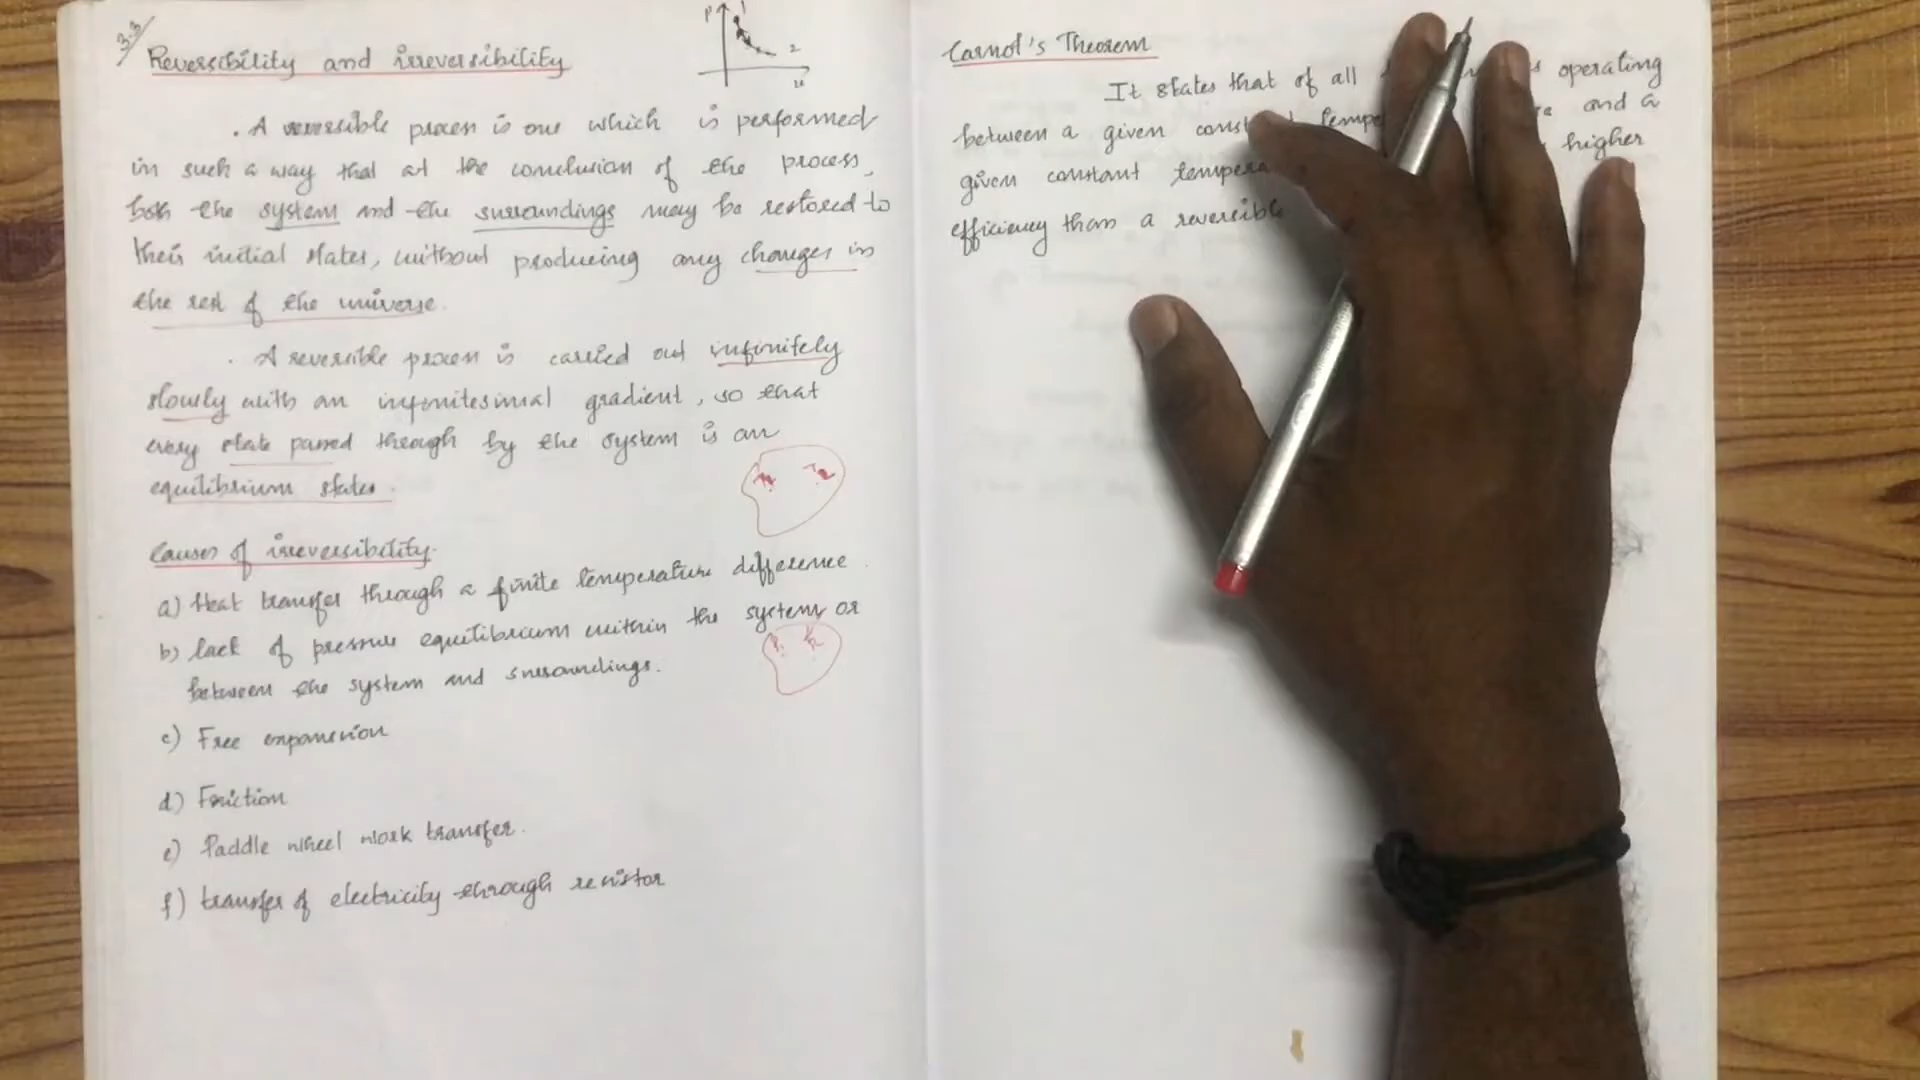 3.3
Reversibility and irreversibility
P 1
2
. A reversible process is one which is performed
in such a way that at the conclusion of the process,
both the system and the surroundings may be restored to
their initial states, without producing any changes in
the rest of the universe.
. A reversible process is carried out infinitely
slowly with an infinitesimal gradient, so that
every state passed through by the system is an
equilibrium states.
Causes of irreversibility.
a) Heat transfer through a finite temperature difference.
b) lack of pressure equilibrium within the system or
between the system and surroundings.
c) Free expansion
d) Friction
e) Paddle wheel work transfer.
f) transfer of electricity through resistor
Carnot's Theorem
It states that of all operating
between a given and a
given constant higher
efficiency than a reversible